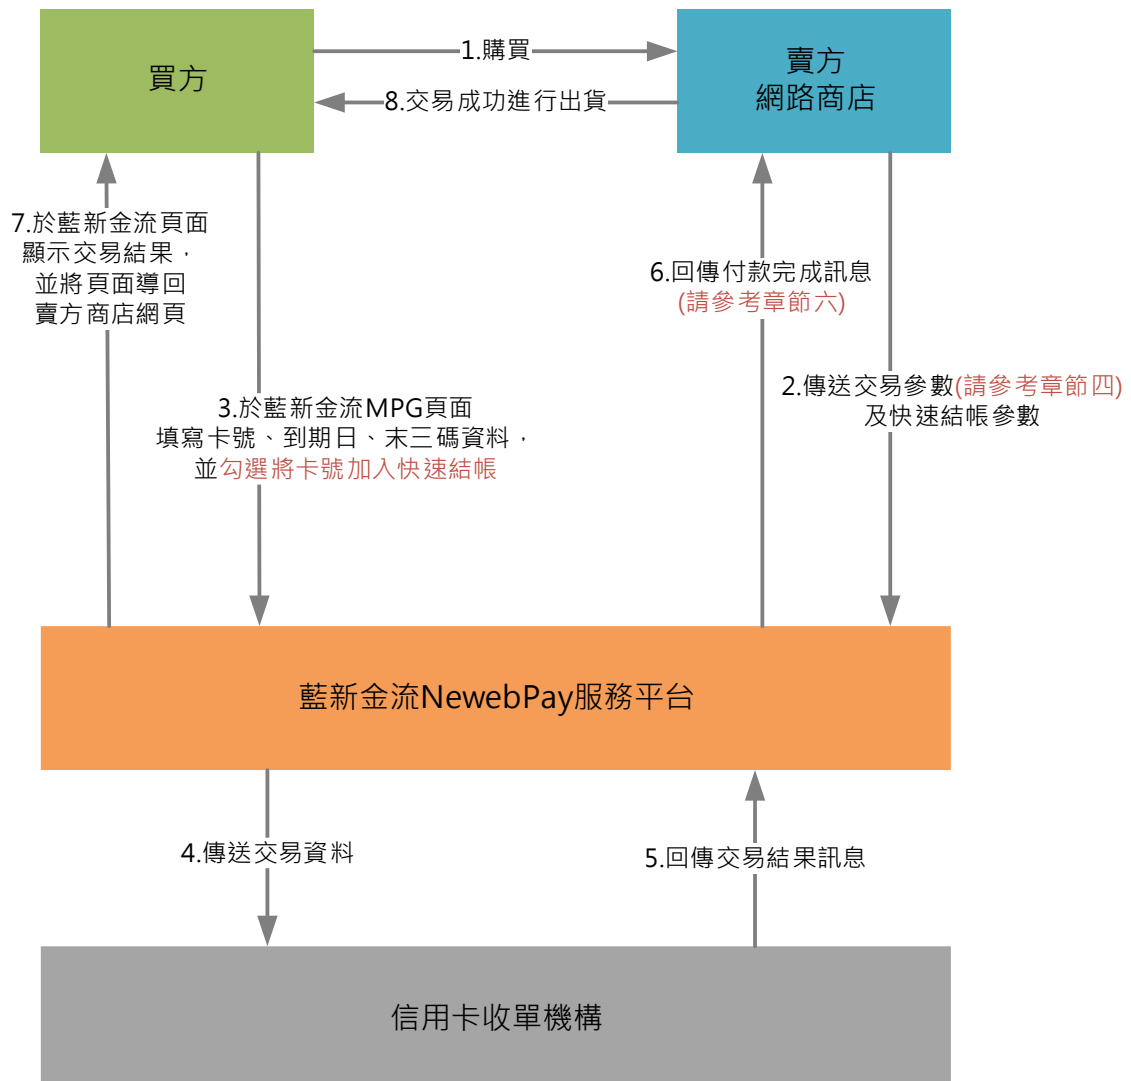 買方
1.購買
賣方
網路商店
8.交易成功進行出貨
7.於藍新金流頁面
顯示交易結果，
並將頁面導回
賣方商店網頁
6.回傳付款完成訊息
(請參考章節六)
2.傳送交易參數(請參考章節四)
及快速結帳參數
3.於藍新金流MPG頁面
填寫卡號、到期日、末三碼資料，
並勾選將卡號加入快速結帳
藍新金流NewebPay服務平台
4.傳送交易資料
5.回傳交易結果訊息
信用卡收單機構